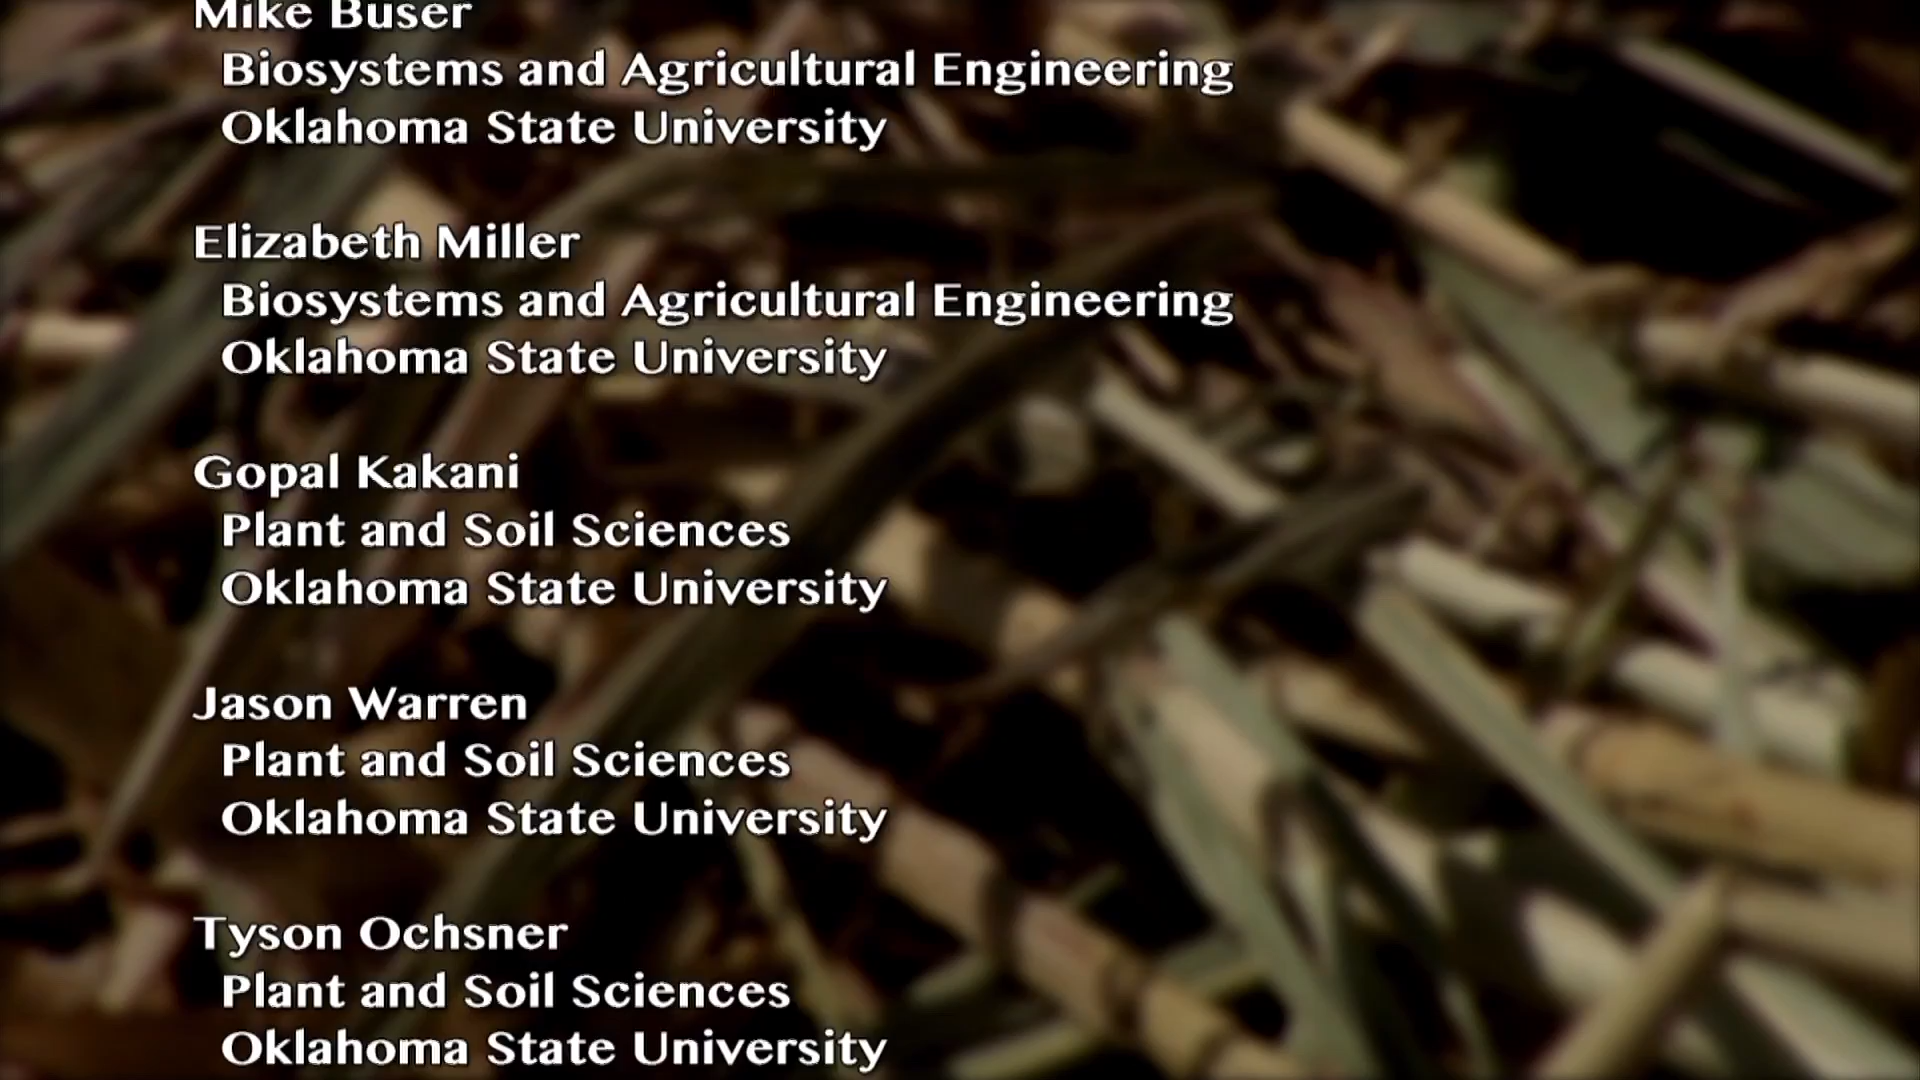 Mike Buser
Biosystems and Agricultural Engineering
Oklahoma State University
Elizabeth Miller
Biosystems and Agricultural Engineering
Oklahoma State University
Gopal Kakani
Plant and Soil Sciences
Oklahoma State University
Jason Warren
Plant and Soil Sciences
Oklahoma State University
Tyson Ochsner
Plant and Soil Sciences
Oklahoma State University